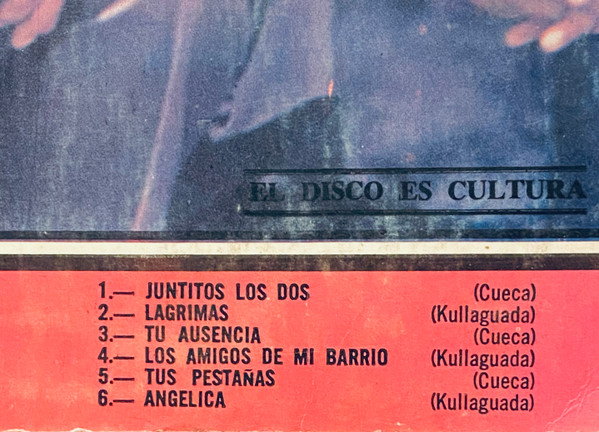 EL DISCO ES CULTURA
1.— JUNTITOS LOS DOS (Cueca)
2.— LAGRIMAS (Kullaguada)
3.— TU AUSENCIA (Cueca)
4.— LOS AMIGOS DE MI BARRIO (Kullaguada)
5.— TUS PESTAÑAS (Cueca)
6.— ANGELICA (Kullaguada)